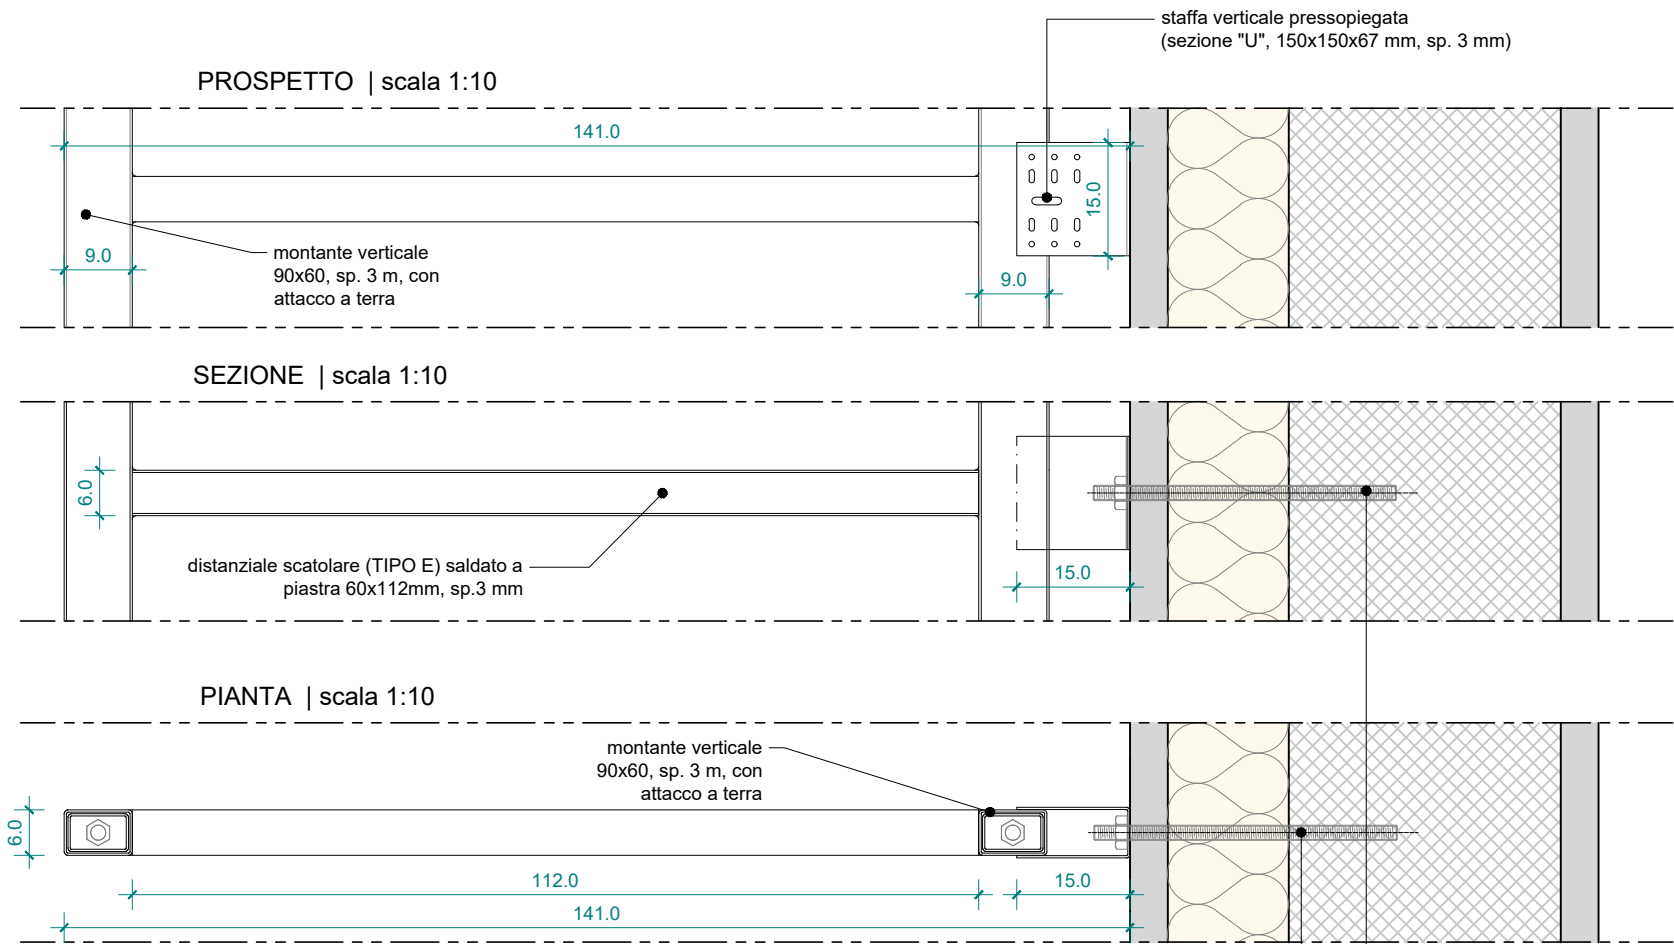 staffa verticale pressopiegata
(sezione "U", 150x150x67 mm, sp. 3 mm)
PROSPETTO | scala 1:10
141.0
15.0
montante verticale
90x60, sp. 3 m, con
attacco a terra
9.0
9.0
SEZIONE | scala 1:10
6.0
distanziale scatolare (TIPO E) saldato a
piastra 60x112mm, sp.3 mm
15.0
PIANTA | scala 1:10
montante verticale
90x60, sp. 3 m, con
attacco a terra
6.0
112.0
15.0
141.0